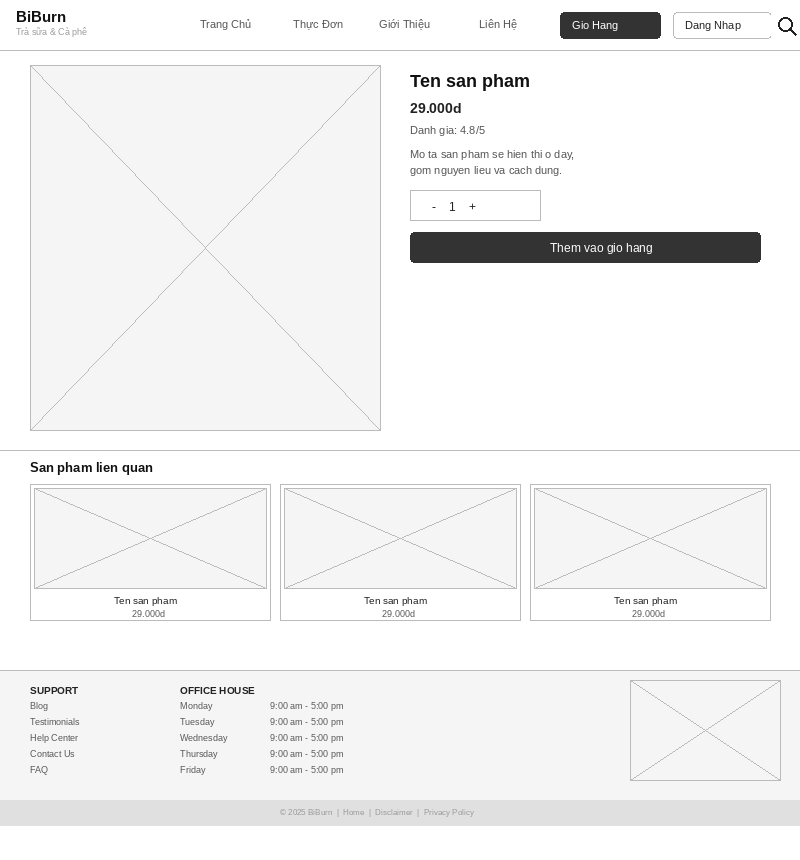 BiBurn
Trà sữa & Cà phê
Trang Chủ
Thực Đơn
Giới Thiệu
Liên Hệ
Gio Hang
Dang Nhap
Ten san pham
29.000d
Danh gia: 4.8/5
Mo ta san pham se hien thi o day,
gom nguyen lieu va cach dung.
- 1 +
Them vao gio hang
San pham lien quan
Ten san pham
29.000d
Ten san pham
29.000d
Ten san pham
29.000d
SUPPORT
Blog
Testimonials
Help Center
Contact Us
FAQ
OFFICE HOUSE
Monday 9:00 am - 5:00 pm
Tuesday 9:00 am - 5:00 pm
Wednesday 9:00 am - 5:00 pm
Thursday 9:00 am - 5:00 pm
Friday 9:00 am - 5:00 pm
© 2025 BiBurn | Home | Disclaimer | Privacy Policy